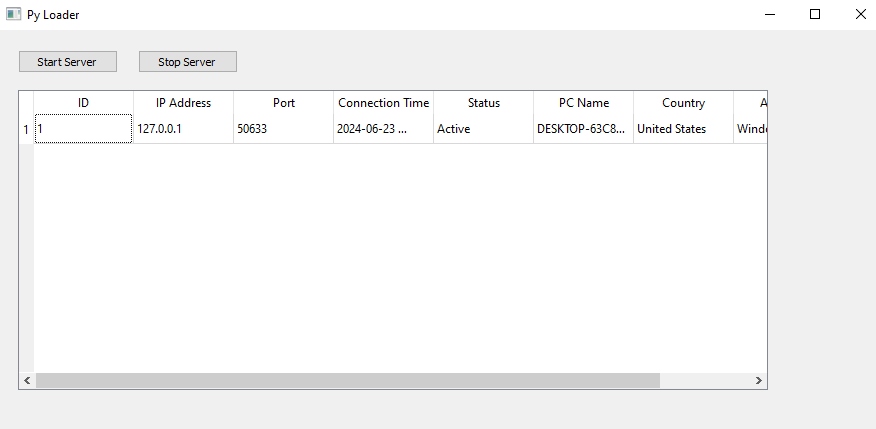 Py Loader
Start Server Stop Server
ID IP Address Port Connection Time Status PC Name Country
1 1 127.0.0.1 50633 2024-06-23 ... Active DESKTOP-63C8... United States